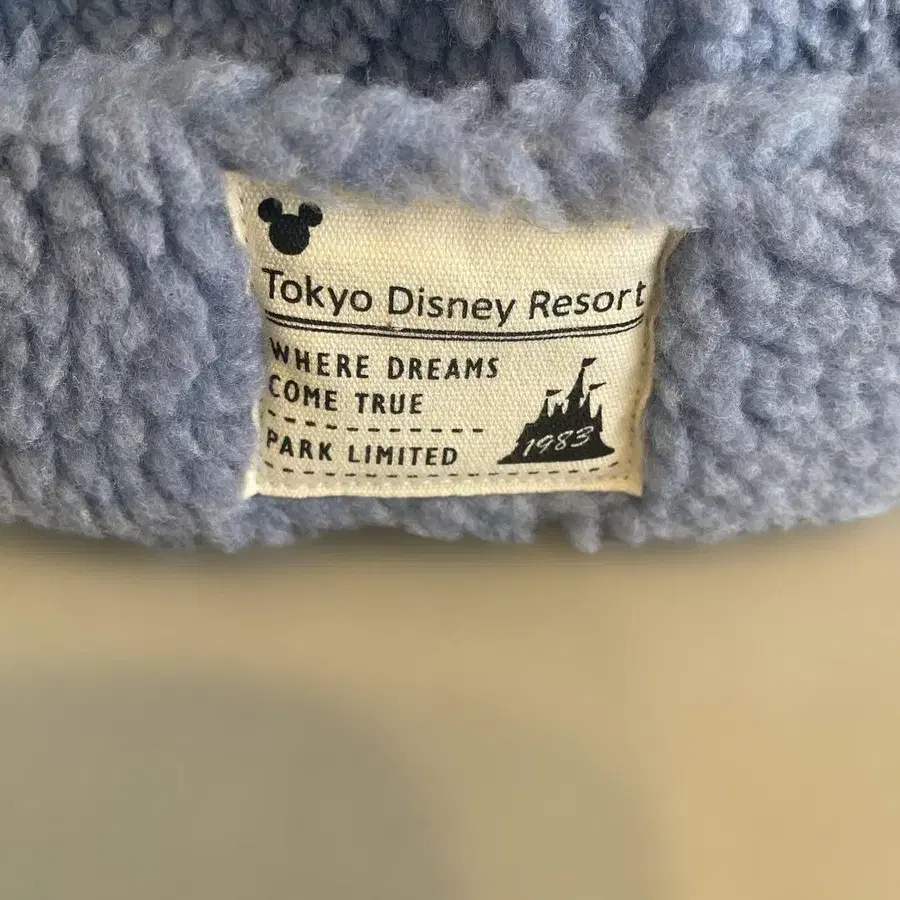 Tokyo Disney Resort
WHERE DREAMS
COME TRUE
PARK LIMITED
1983